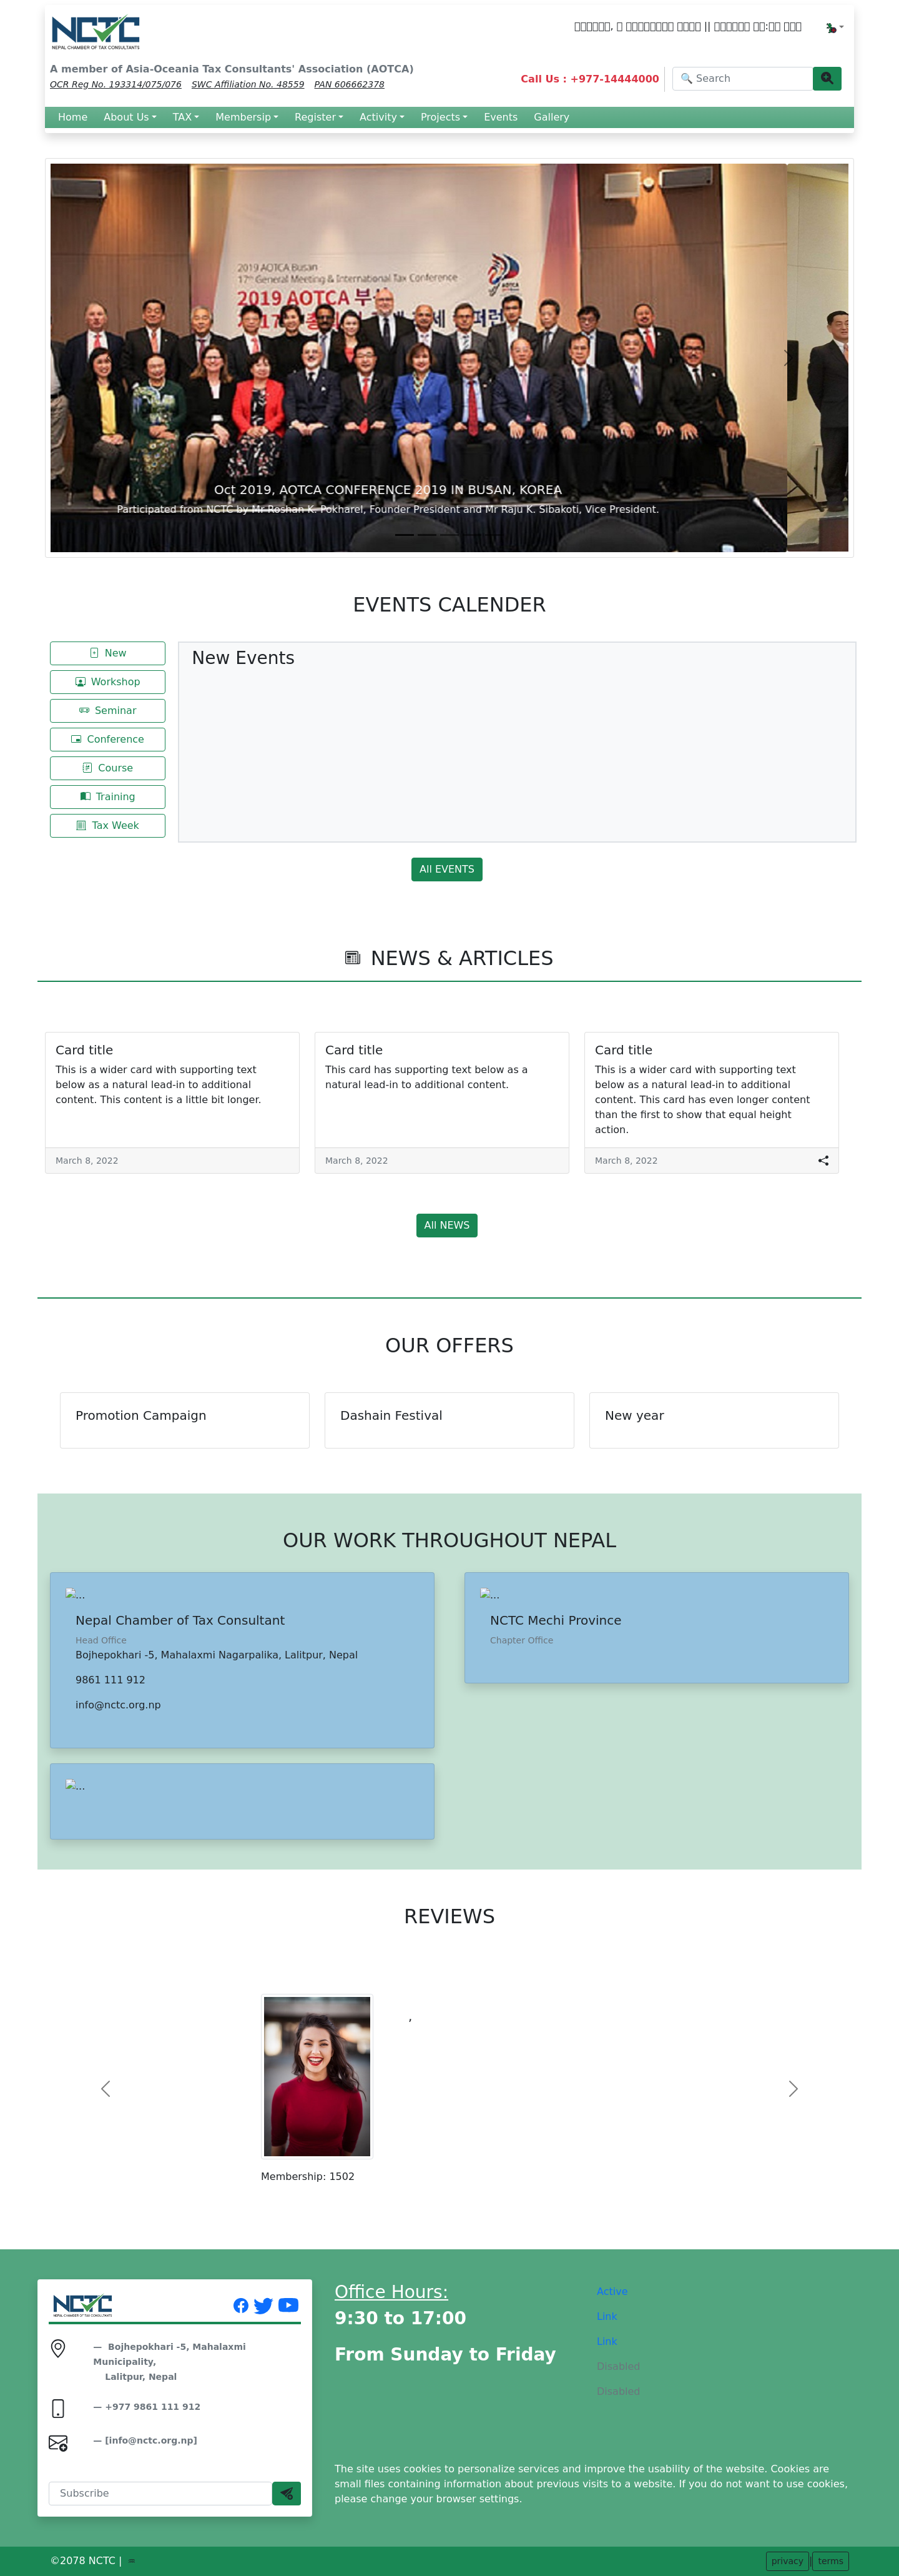 NCTC
NEPAL CHAMBER OF TAX CONSULTANTS
A member of Asia-Oceania Tax Consultants' Association (AOTCA)
OCR Reg No. 193314/075/076 SWC Affiliation No. 48559 PAN 606662378
Call Us : +977-14444000
Search
Home About Us TAX Membersip Register Activity Projects Events Gallery
2019 AOTCA Busan
17th General Meeting & International Tax Conference
2019 AOTCA
Oct 2019, AOTCA CONFERENCE 2019 IN BUSAN, KOREA
Participated from NCTC by Mr Roshan K. Pokharel, Founder President and Mr Raju K. Sibakoti, Vice President.
EVENTS CALENDER
New
Workshop
Seminar
Conference
Course
Training
Tax Week
New Events
All EVENTS
NEWS & ARTICLES
Card title
This is a wider card with supporting text
below as a natural lead-in to additional
content. This content is a little bit longer.
March 8, 2022
Card title
This card has supporting text below as a
natural lead-in to additional content.
March 8, 2022
Card title
This is a wider card with supporting text
below as a natural lead-in to additional
content. This card has even longer content
than the first to show that equal height
action.
March 8, 2022
All NEWS
OUR OFFERS
Promotion Campaign
Dashain Festival
New year
OUR WORK THROUGHOUT NEPAL
...
Nepal Chamber of Tax Consultant
Head Office
Bojhepokhari -5, Mahalaxmi Nagarpalika, Lalitpur, Nepal
9861 111 912
info@nctc.org.np
...
NCTC Mechi Province
Chapter Office
...
REVIEWS
,
Membership: 1502
NCTC
NEPAL CHAMBER OF TAX CONSULTANTS
— Bojhepokhari -5, Mahalaxmi
Municipality,
Lalitpur, Nepal
— +977 9861 111 912
— [info@nctc.org.np]
Subscribe
Office Hours:
9:30 to 17:00
From Sunday to Friday
Active
Link
Link
Disabled
Disabled
The site uses cookies to personalize services and improve the usability of the website. Cookies are
small files containing information about previous visits to a website. If you do not want to use cookies,
please change your browser settings.
©2078 NCTC | =
privacy | terms